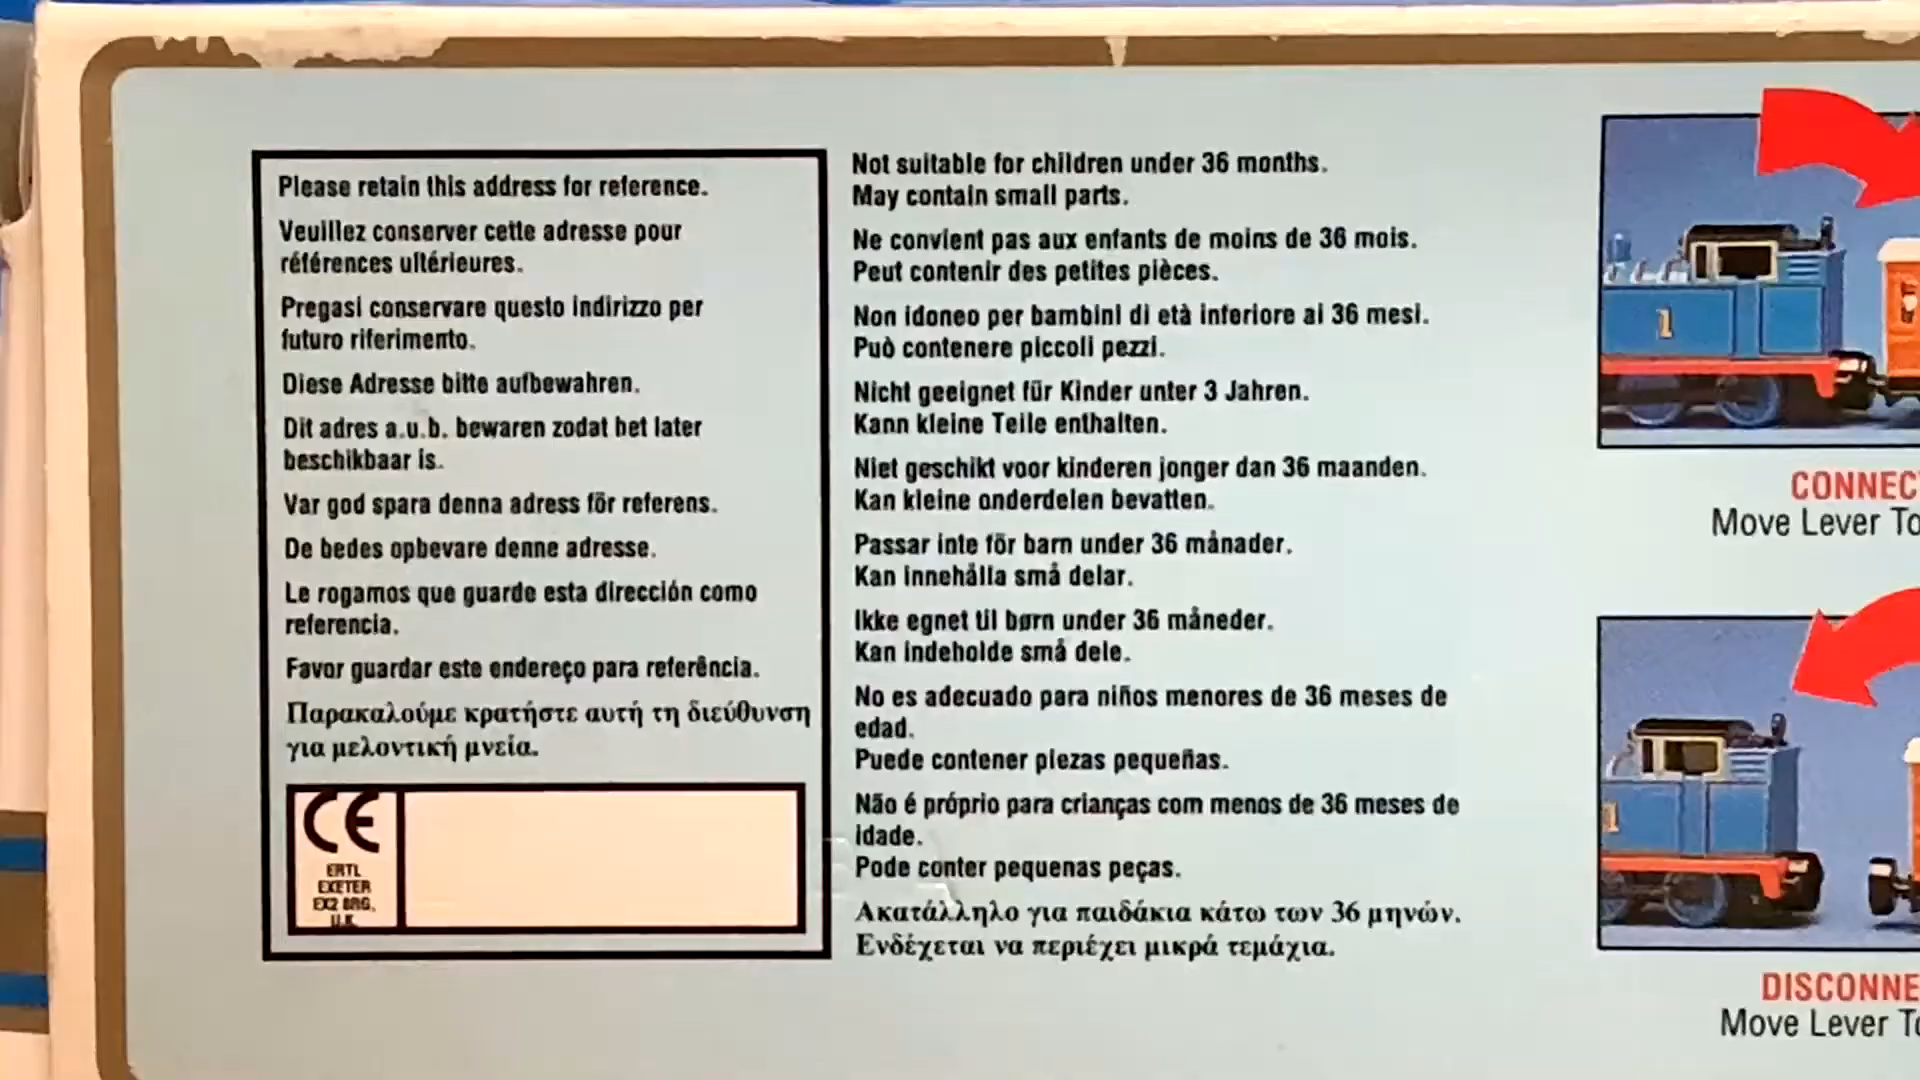 Please retain this address for reference.
Veuillez conserver cette adresse pour
références ultérieures.
Pregasi conservare questo indirizzo per
futuro riferimento.
Diese Adresse bitte aufbewahren.
Dit adres a.u.b. bewaren zodat het later
beschikbaar is.
Var god spara denna adress för referens.
De bedes opbevare denne adresse.
Le rogamos que guarde esta dirección como
referencia.
Favor guardar este endereço para referência.
Παρακαλούμε κρατήστε αυτή τη διεύθυνση
για μελοντική μνεία.
CE
ERTL
EXETER
EX2 8RG,
U.K.
Not suitable for children under 36 months.
May contain small parts.
Ne convient pas aux enfants de moins de 36 mois.
Peut contenir des petites pièces.
Non idoneo per bambini di età inferiore ai 36 mesi.
Può contenere piccoli pezzi.
Nicht geeignet für Kinder unter 3 Jahren.
Kann kleine Teile enthalten.
Niet geschikt voor kinderen jonger dan 36 maanden.
Kan kleine onderdelen bevatten.
Passar inte för barn under 36 månader.
Kan innehålla små delar.
Ikke egnet til børn under 36 måneder.
Kan indeholde små dele.
No es adecuado para niños menores de 36 meses de
edad.
Puede contener piezas pequeñas.
Não é próprio para crianças com menos de 36 meses de
idade.
Pode conter pequenas peças.
Ακατάλληλο για παιδάκια κάτω των 36 μηνών.
Ενδέχεται να περιέχει μικρά τεμάχια.
1
CONNEC
Move Lever To
1
DISCONNE
Move Lever To